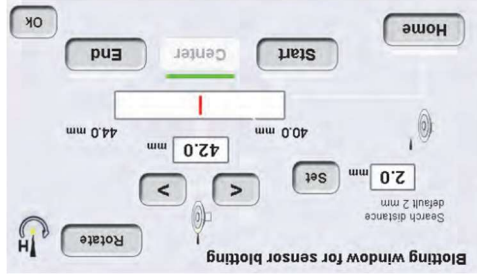 Blotting window for sensor blotting
Rotate
H
Search distance
default 2 mm
2.0 mm Set < >
42.0 mm
40.0 mm 44.0 mm
Start Center End
Home Ok